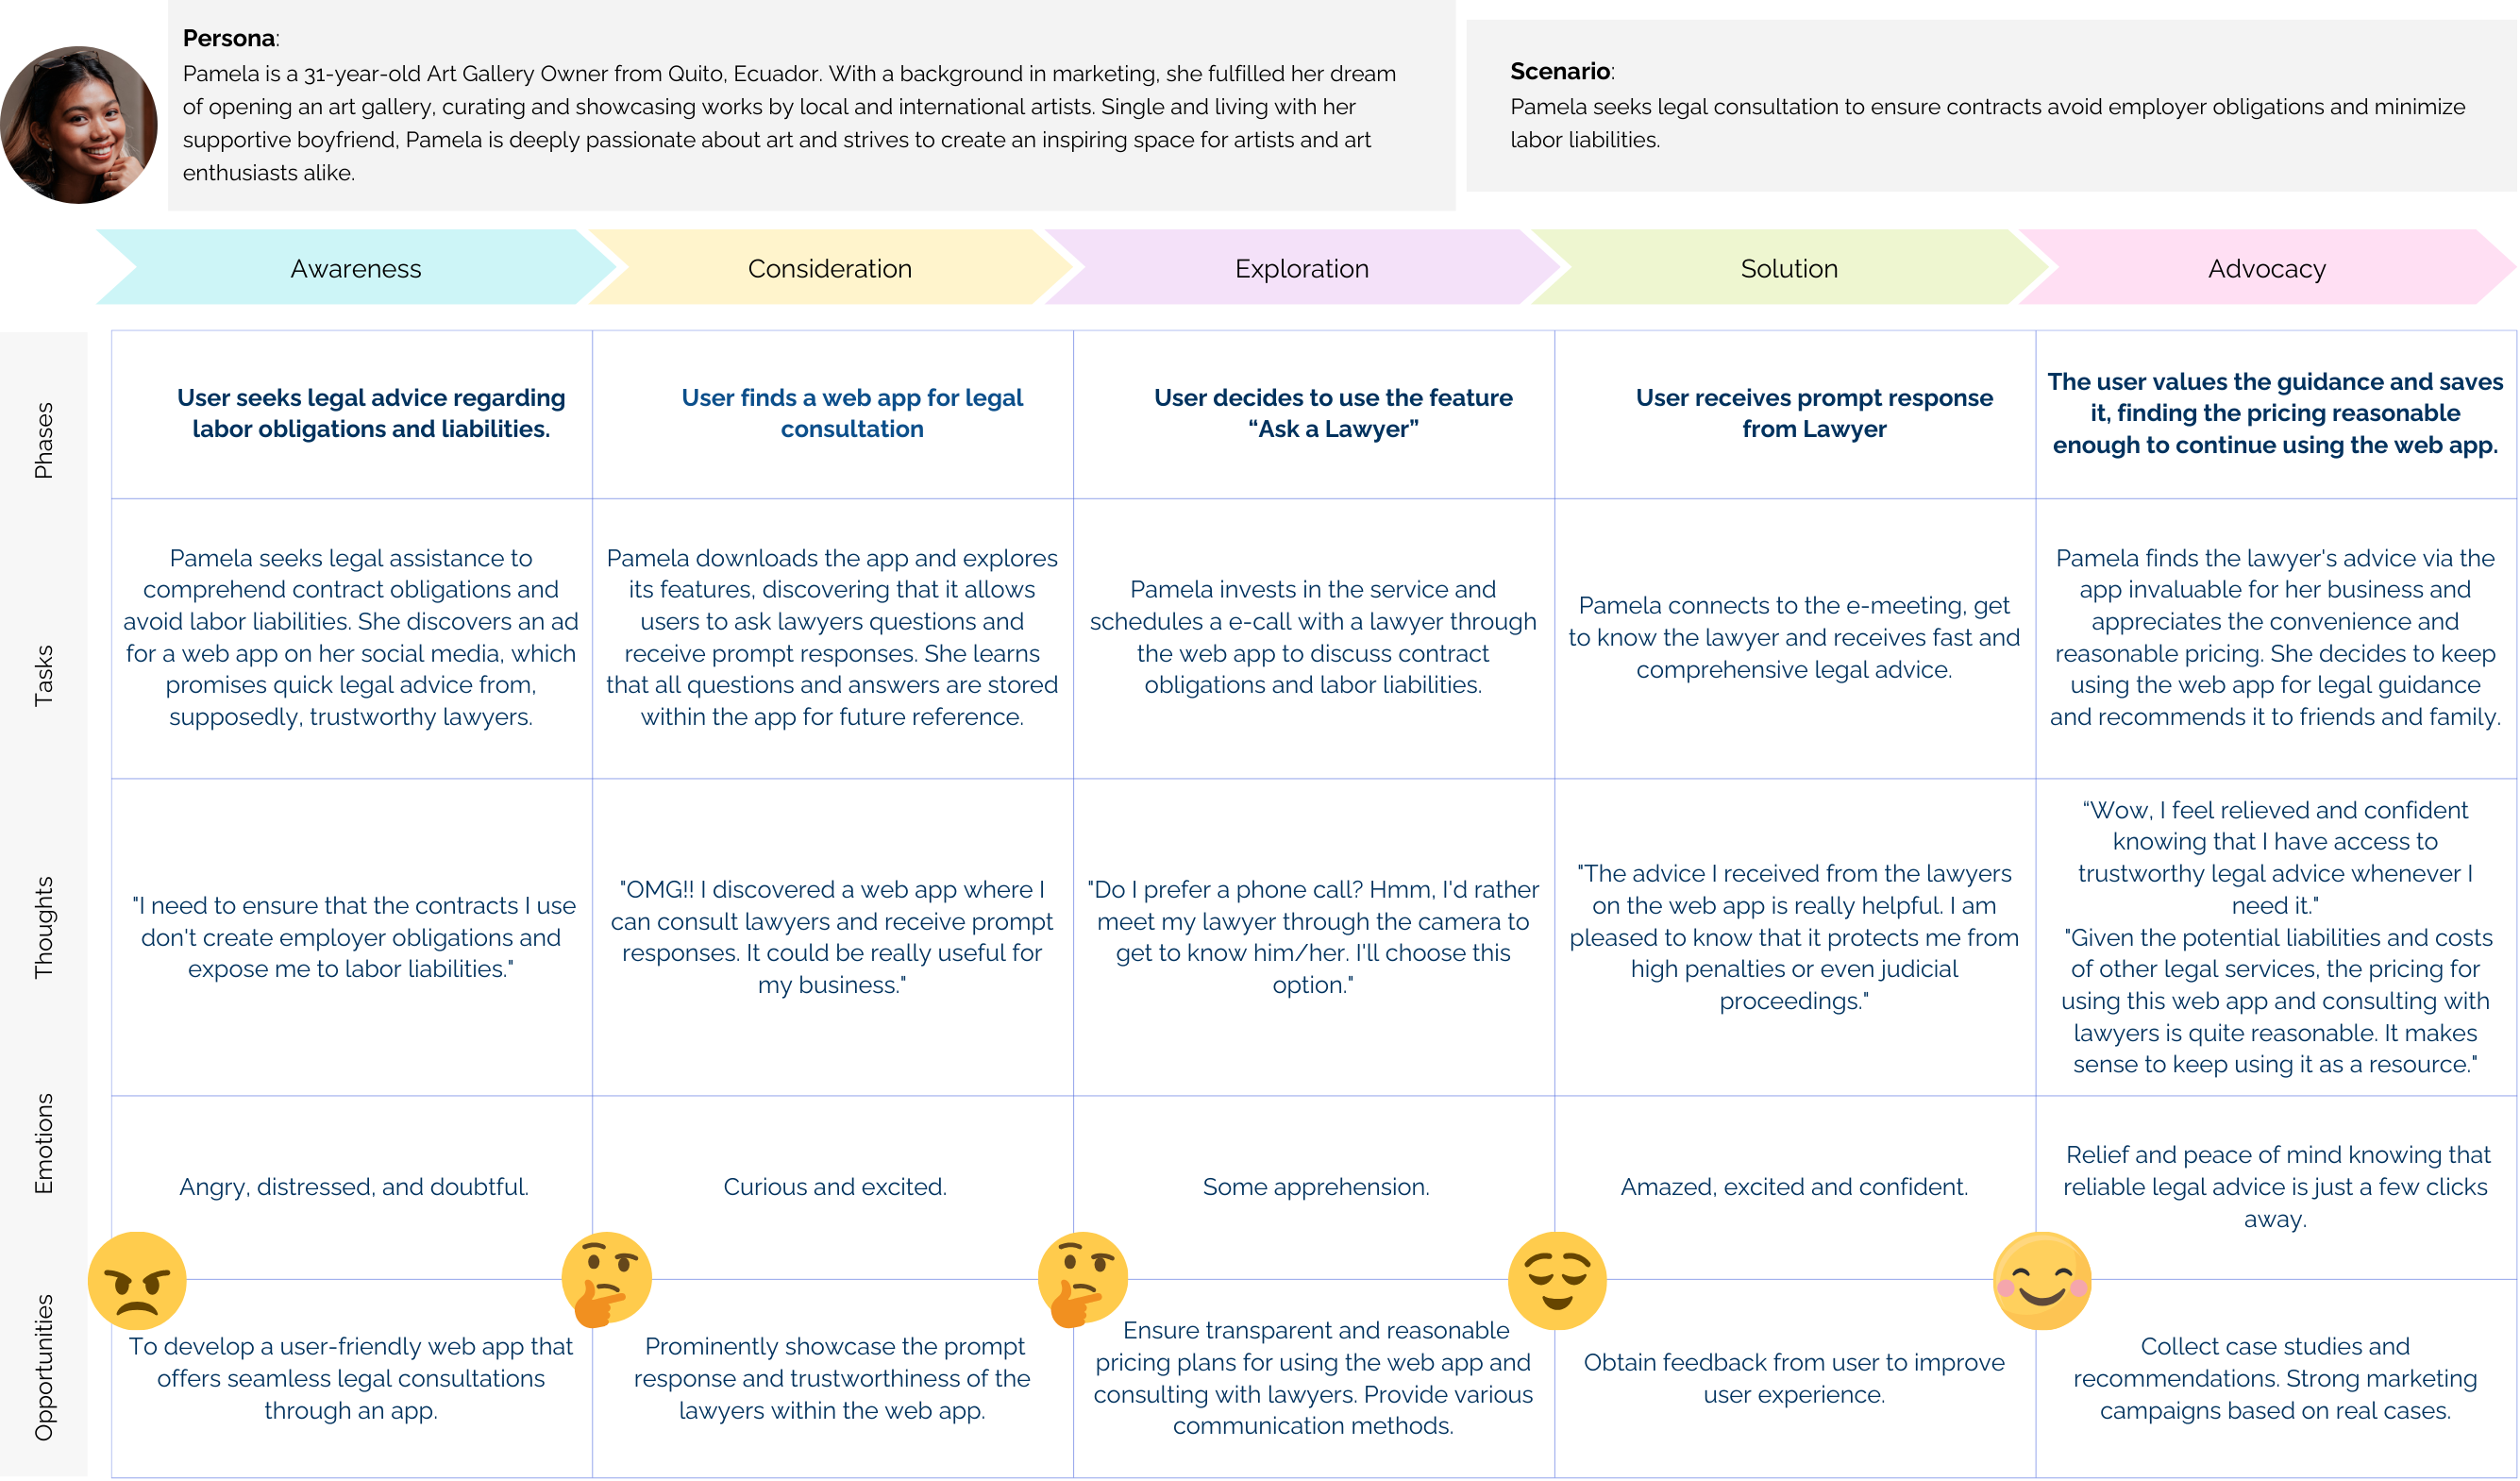 Persona:
Pamela is a 31-year-old Art Gallery Owner from Quito, Ecuador. With a background in marketing, she fulfilled her dream
of opening an art gallery, curating and showcasing works by local and international artists. Single and living with her
supportive boyfriend, Pamela is deeply passionate about art and strives to create an inspiring space for artists and art
enthusiasts alike.
Scenario:
Pamela seeks legal consultation to ensure contracts avoid employer obligations and minimize
labor liabilities.
Awareness
Consideration
Exploration
Solution
Advocacy
Phases
User seeks legal advice regarding
labor obligations and liabilities.
User finds a web app for legal
consultation
User decides to use the feature
“Ask a Lawyer”
User receives prompt response
from Lawyer
The user values the guidance and saves
it, finding the pricing reasonable
enough to continue using the web app.
Tasks
Pamela seeks legal assistance to
comprehend contract obligations and
avoid labor liabilities. She discovers an ad
for a web app on her social media, which
promises quick legal advice from,
supposedly, trustworthy lawyers.
Pamela downloads the app and explores
its features, discovering that it allows
users to ask lawyers questions and
receive prompt responses. She learns
that all questions and answers are stored
within the app for future reference.
Pamela invests in the service and
schedules a e-call with a lawyer through
the web app to discuss contract
obligations and labor liabilities.
Pamela connects to the e-meeting, get
to know the lawyer and receives fast and
comprehensive legal advice.
Pamela finds the lawyer's advice via the
app invaluable for her business and
appreciates the convenience and
reasonable pricing. She decides to keep
using the web app for legal guidance
and recommends it to friends and family.
Thoughts
"I need to ensure that the contracts I use
don't create employer obligations and
expose me to labor liabilities."
"OMG!! I discovered a web app where I
can consult lawyers and receive prompt
responses. It could be really useful for
my business."
"Do I prefer a phone call? Hmm, I'd rather
meet my lawyer through the camera to
get to know him/her. I'll choose this
option."
"The advice I received from the lawyers
on the web app is really helpful. I am
pleased to know that it protects me from
high penalties or even judicial
proceedings."
“Wow, I feel relieved and confident
knowing that I have access to
trustworthy legal advice whenever I
need it."
"Given the potential liabilities and costs
of other legal services, the pricing for
using this web app and consulting with
lawyers is quite reasonable. It makes
sense to keep using it as a resource."
Emotions
Angry, distressed, and doubtful.
Curious and excited.
Some apprehension.
Amazed, excited and confident.
Relief and peace of mind knowing that
reliable legal advice is just a few clicks
away.
Opportunities
To develop a user-friendly web app that
offers seamless legal consultations
through an app.
Prominently showcase the prompt
response and trustworthiness of the
lawyers within the web app.
Ensure transparent and reasonable
pricing plans for using the web app and
consulting with lawyers. Provide various
communication methods.
Obtain feedback from user to improve
user experience.
Collect case studies and
recommendations. Strong marketing
campaigns based on real cases.